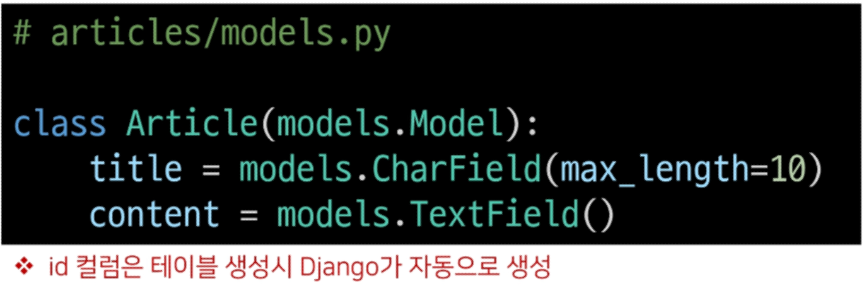 # articles/models.py
class Article(models.Model):
    title = models.CharField(max_length=10)
    content = models.TextField()
❖ id 컬럼은 테이블 생성시 Django가 자동으로 생성